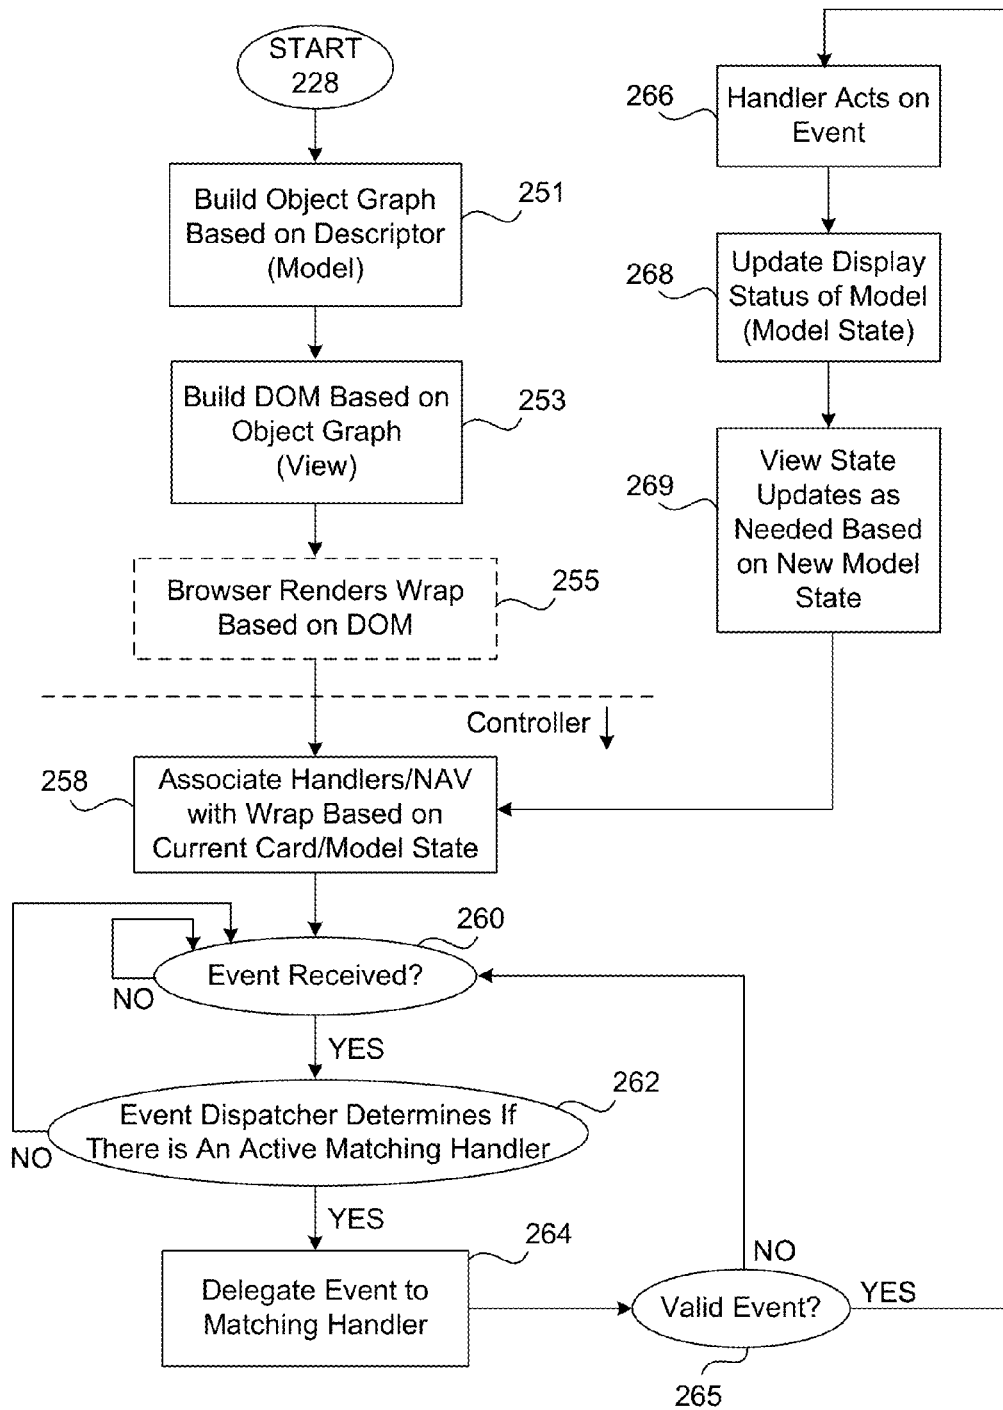 START
228
Build Object Graph
Based on Descriptor
(Model)
251
Build DOM Based on
Object Graph
(View)
253
Browser Renders Wrap
Based on DOM
255
Controller
258
Associate Handlers/NAV
with Wrap Based on
Current Card/Model State
260
Event Received?
NO
YES
262
Event Dispatcher Determines If
There is An Active Matching Handler
NO
YES
264
Delegate Event to
Matching Handler
Valid Event?
NO
YES
265
266
Handler Acts on
Event
268
Update Display
Status of Model
(Model State)
269
View State
Updates as
Needed Based
on New Model
State